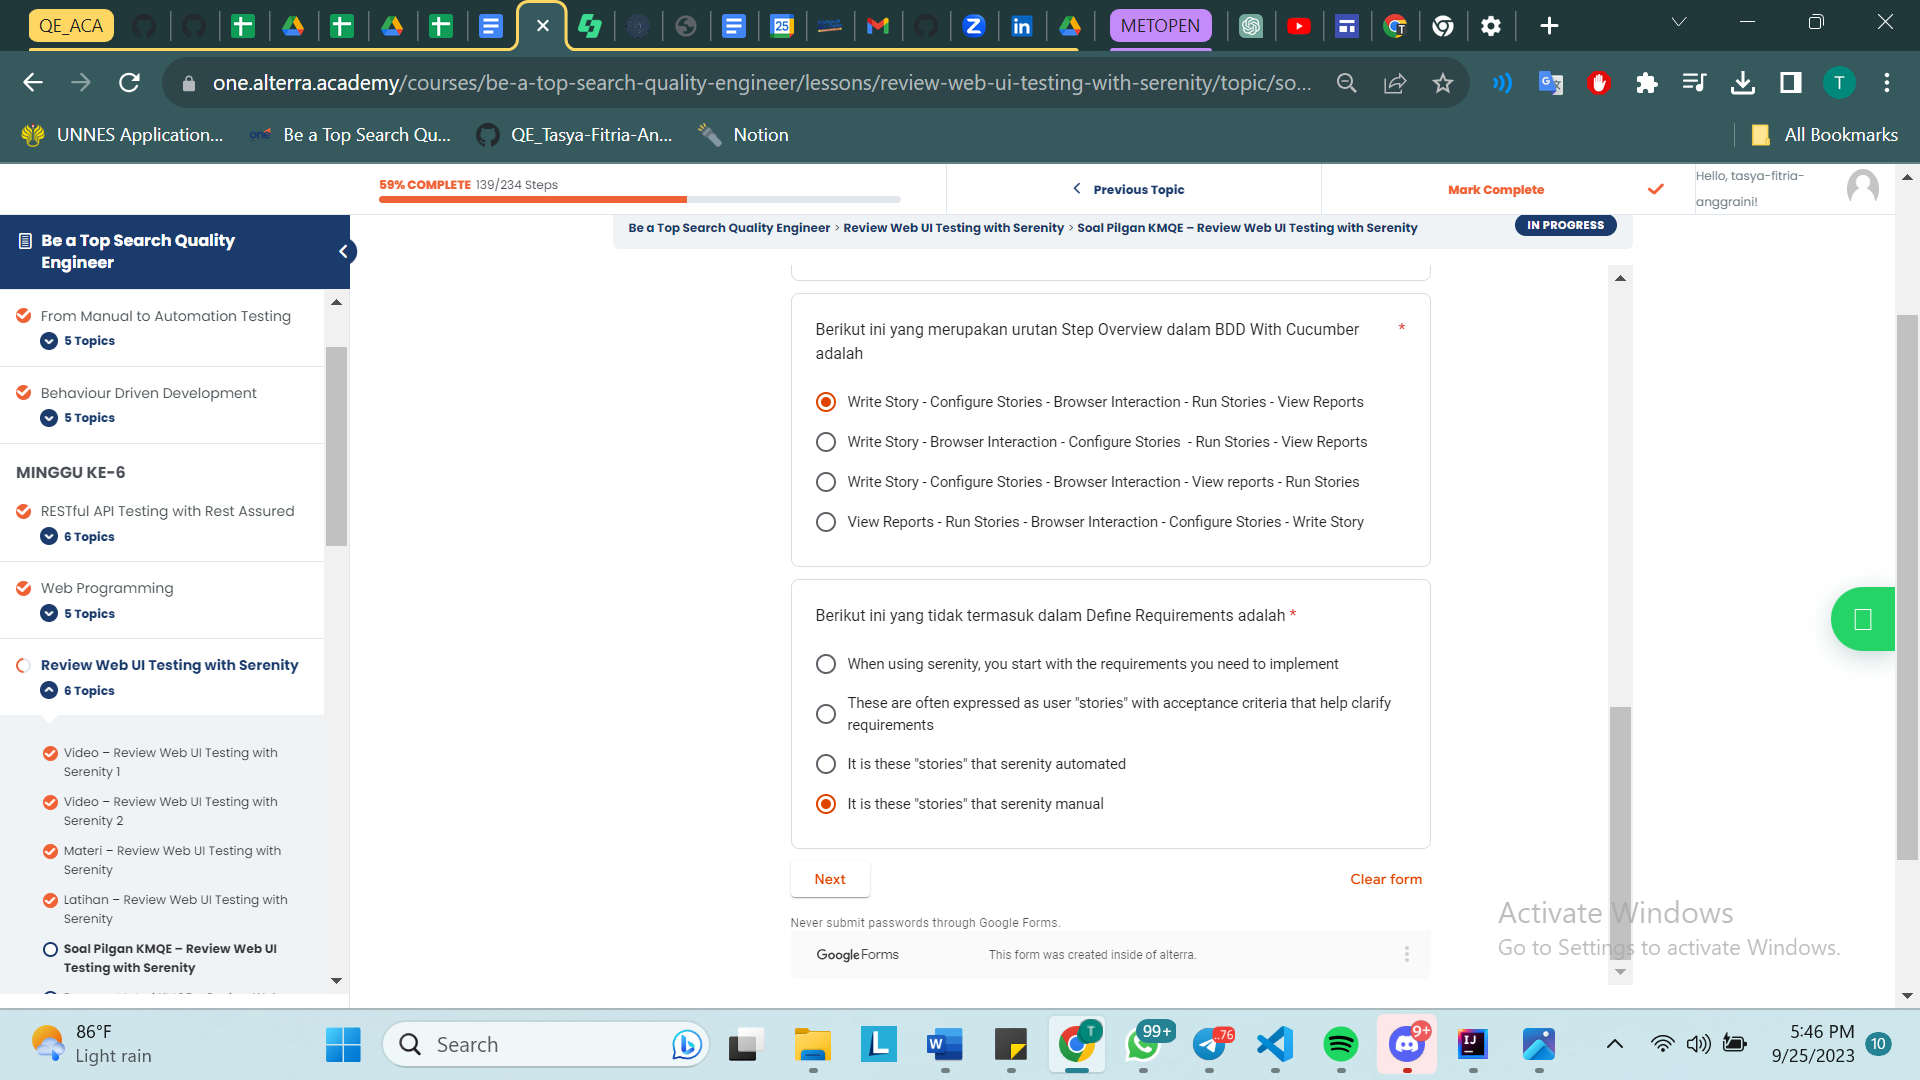 QE_ACA
METOPEN
one.alterra.academy/courses/be-a-top-search-quality-engineer/lessons/review-web-ui-testing-with-serenity/topic/so...
UNNES Application...
Be a Top Search Qu...
QE_Tasya-Fitria-An...
Notion
All Bookmarks
59% COMPLETE 139/234 Steps
Previous Topic
Mark Complete
Hello, tasya-fitria-
anggraini!
Be a Top Search Quality Engineer > Review Web UI Testing with Serenity > Soal Pilgan KMQE – Review Web UI Testing with Serenity
IN PROGRESS
Be a Top Search Quality
Engineer
From Manual to Automation Testing
5 Topics
Behaviour Driven Development
5 Topics
MINGGU KE-6
RESTful API Testing with Rest Assured
6 Topics
Web Programming
5 Topics
Review Web UI Testing with Serenity
6 Topics
Video – Review Web UI Testing with
Serenity 1
Video – Review Web UI Testing with
Serenity 2
Materi – Review Web UI Testing with
Serenity
Latihan – Review Web UI Testing with
Serenity
Soal Pilgan KMQE – Review Web UI
Testing with Serenity
Berikut ini yang merupakan urutan Step Overview dalam BDD With Cucumber *
adalah
Write Story - Configure Stories - Browser Interaction - Run Stories - View Reports
Write Story - Browser Interaction - Configure Stories - Run Stories - View Reports
Write Story - Configure Stories - Browser Interaction - View reports - Run Stories
View Reports - Run Stories - Browser Interaction - Configure Stories - Write Story
Berikut ini yang tidak termasuk dalam Define Requirements adalah *
When using serenity, you start with the requirements you need to implement
These are often expressed as user "stories" with acceptance criteria that help clarify
requirements
It is these "stories" that serenity automated
It is these "stories" that serenity manual
Next
Clear form
Never submit passwords through Google Forms.
Google Forms
This form was created inside of alterra.
Activate Windows
Go to Settings to activate Windows.
86°F
Light rain
Search
T
99+
..76
9+
5:46 PM
9/25/2023
10